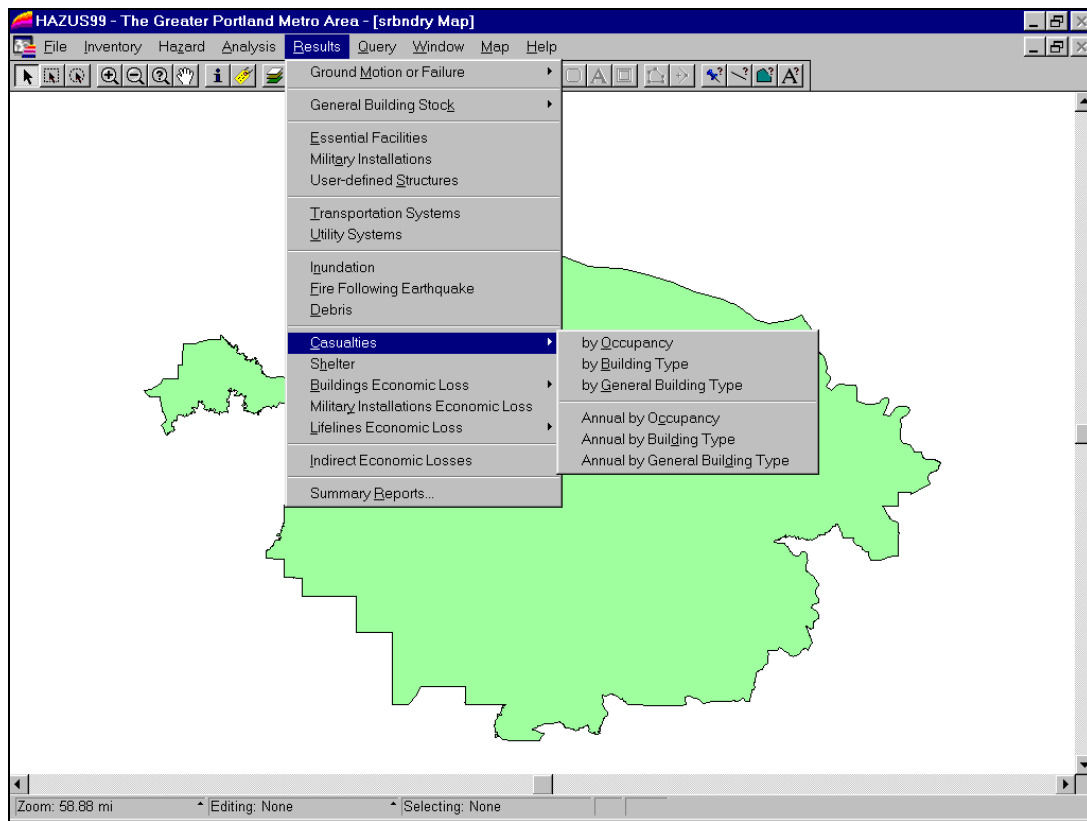 HAZUS99 - The Greater Portland Metro Area - [srbndry Map]
File Inventory Hazard Analysis Results Query Window Map Help
Ground Motion or Failure
General Building Stock
Essential Facilities
Military Installations
User-defined Structures
Transportation Systems
Utility Systems
Inundation
Fire Following Earthquake
Debris
Casualties
Shelter
Buildings Economic Loss
Military Installations Economic Loss
Lifelines Economic Loss
Indirect Economic Losses
Summary Reports...
by Occupancy
by Building Type
by General Building Type
Annual by Occupancy
Annual by Building Type
Annual by General Building Type
Zoom: 58.88 mi Editing: None Selecting: None